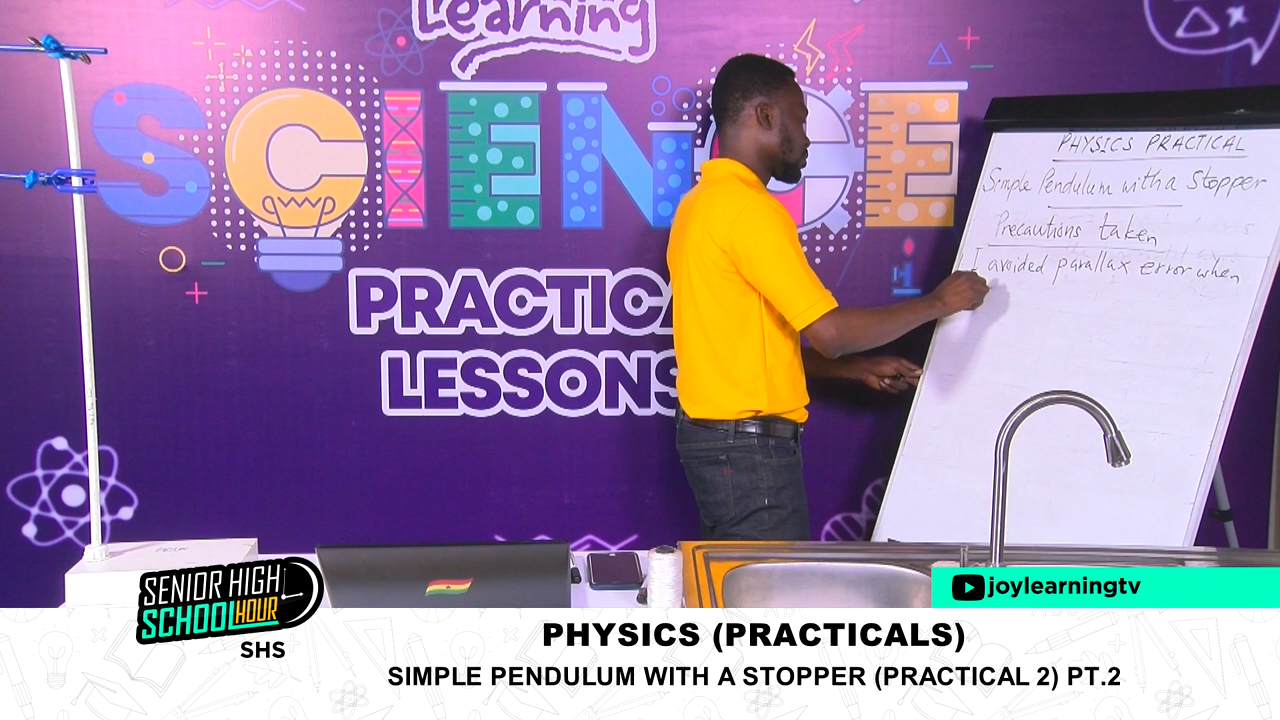 Learning
SCIENCE
PRACTICA
LESSONS
PHYSICS PRACTICAL
Simple Pendulum with a Stopper
Precautions taken
I avoided parallax error when
joylearningtv
SENIOR HIGH
SCHOOL HOUR
SHS
PHYSICS (PRACTICALS)
SIMPLE PENDULUM WITH A STOPPER (PRACTICAL 2) PT.2